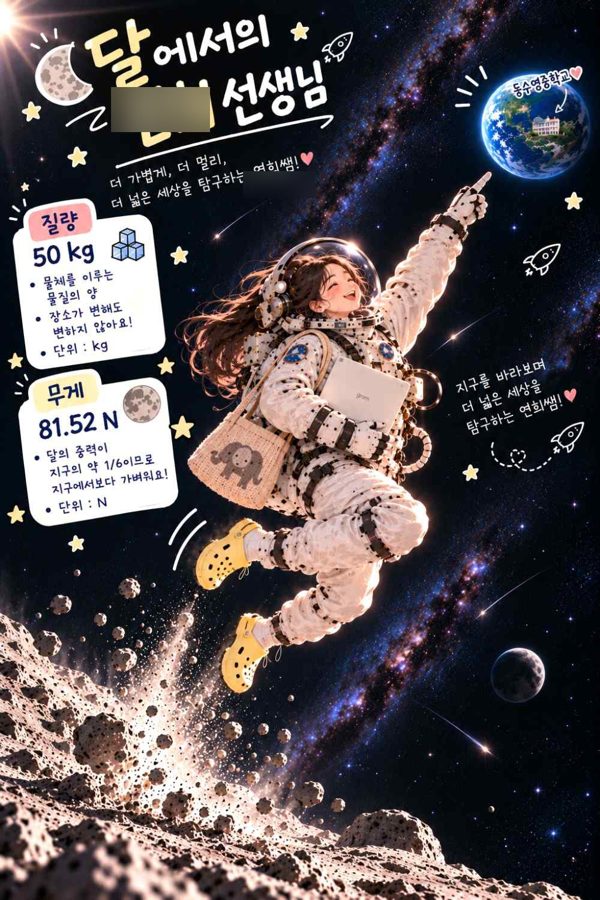 달에서의
선생님
더 가볍게, 더 멀리,
더 넓은 세상을 탐구하는 연희쌤!
질량
50 kg
• 물체를 이루는
물질의 양
• 장소가 변해도
변하지 않아요!
• 단위 : kg
무게
81.52 N
• 달의 중력이
지구의 약 1/6이므로
지구에서보다 가벼워요!
• 단위 : N
동수영중학교
gram
지구를 바라보며
더 넓은 세상을
탐구하는 연희쌤!